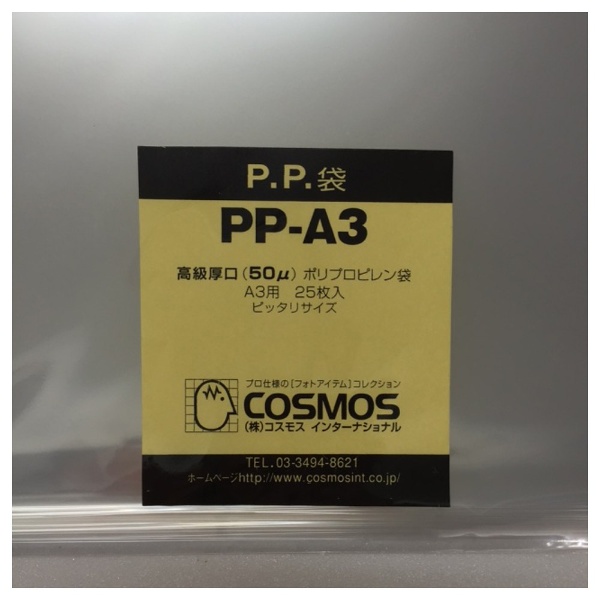 P.P.袋
PP-A3
高級厚口(50μ)ポリプロピレン袋
A3用 25枚入
ピッタリサイズ
プロ仕様の[フォトアイテム]コレクション
COSMOS
(株)コスモス インターナショナル
TEL.03-3494-8621
ホームページhttp://www.cosmosint.co.jp/